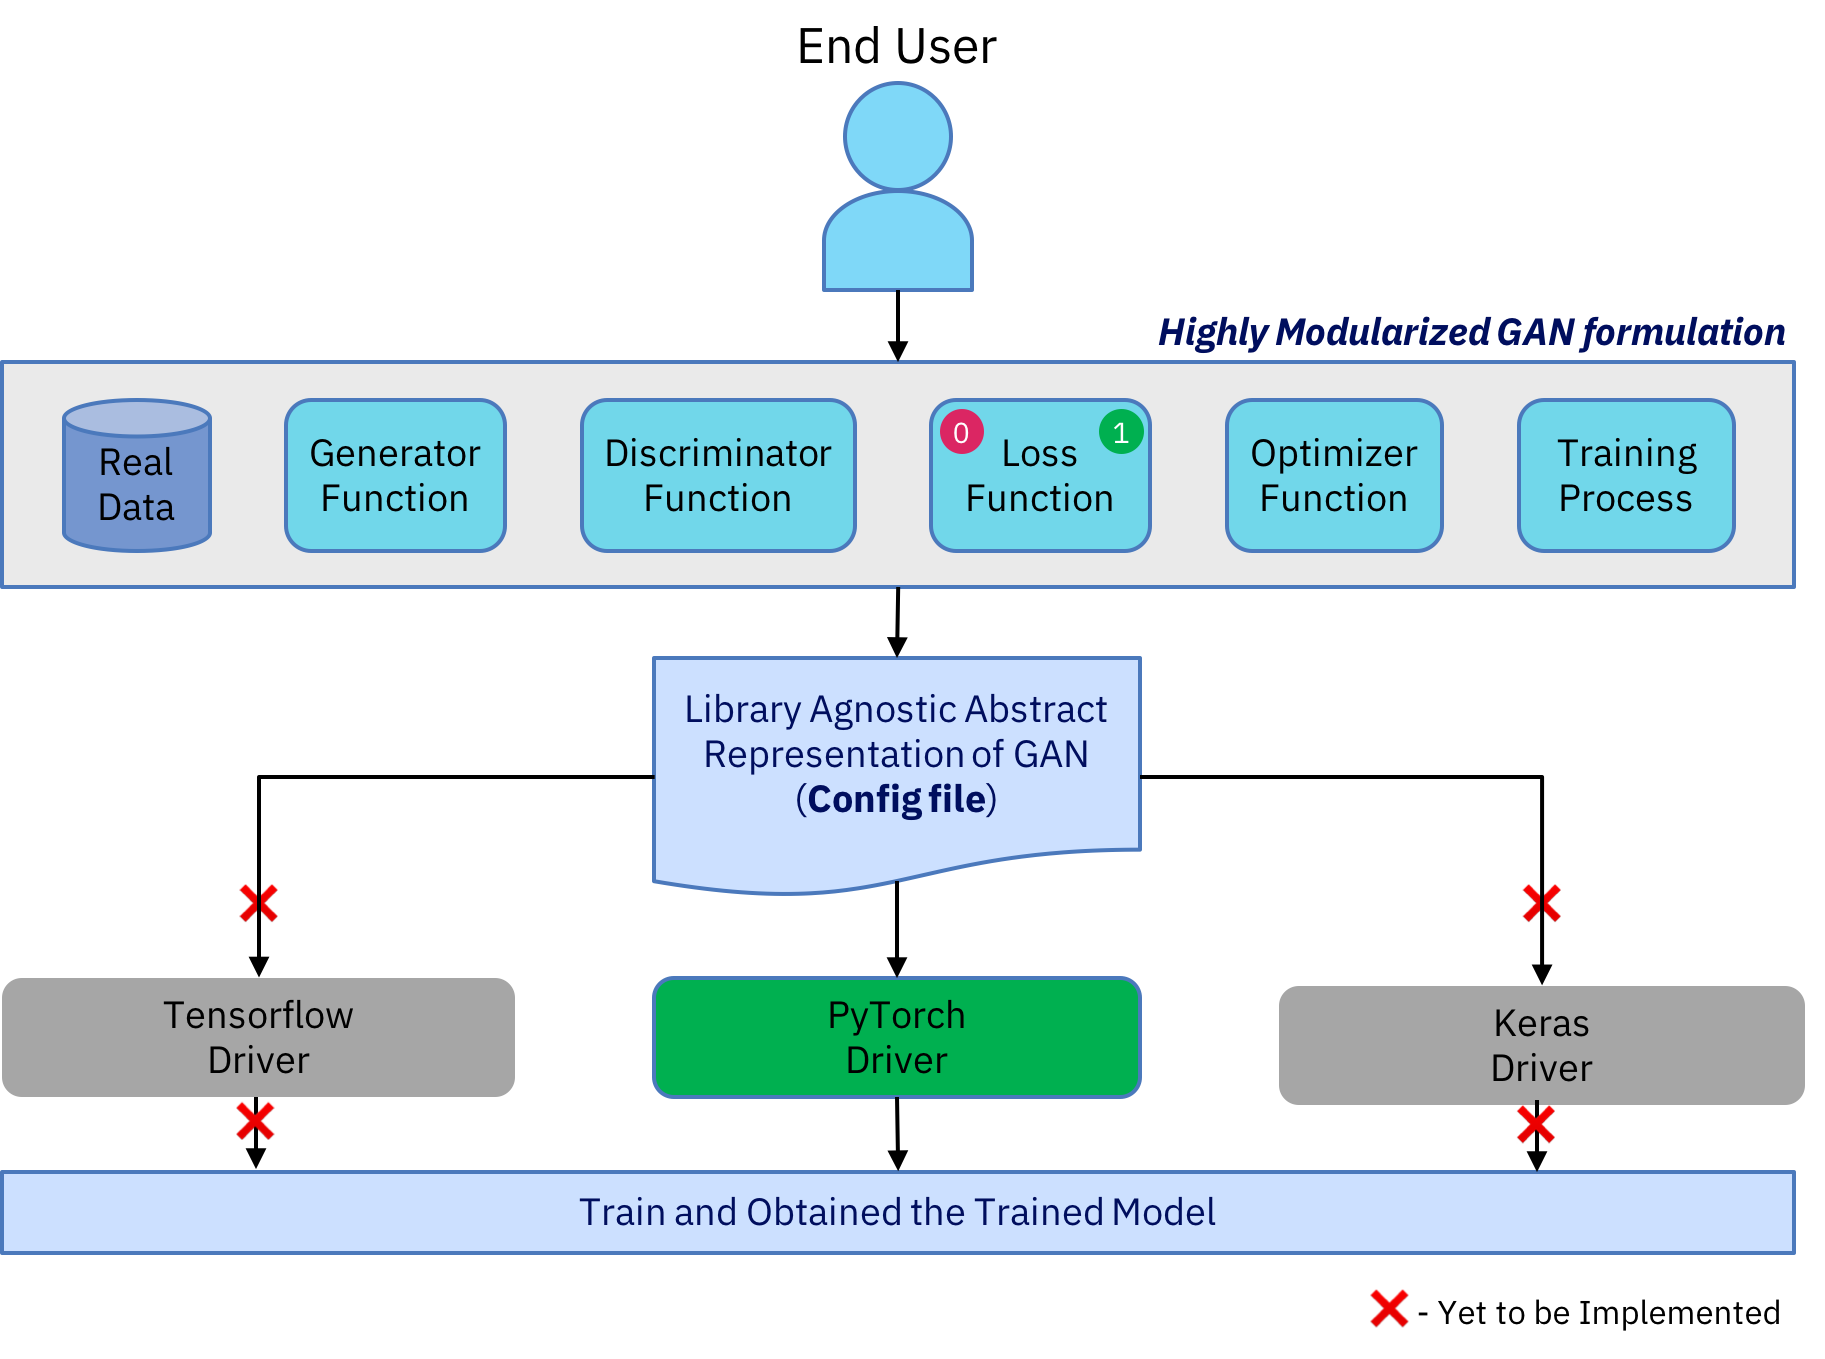 End User
Highly Modularized GAN formulation
Real
Data
Generator
Function
Discriminator
Function
0
1
Loss
Function
Optimizer
Function
Training
Process
Library Agnostic Abstract
Representation of GAN
(Config file)
Tensorflow
Driver
PyTorch
Driver
Keras
Driver
Train and Obtained the Trained Model
- Yet to be Implemented